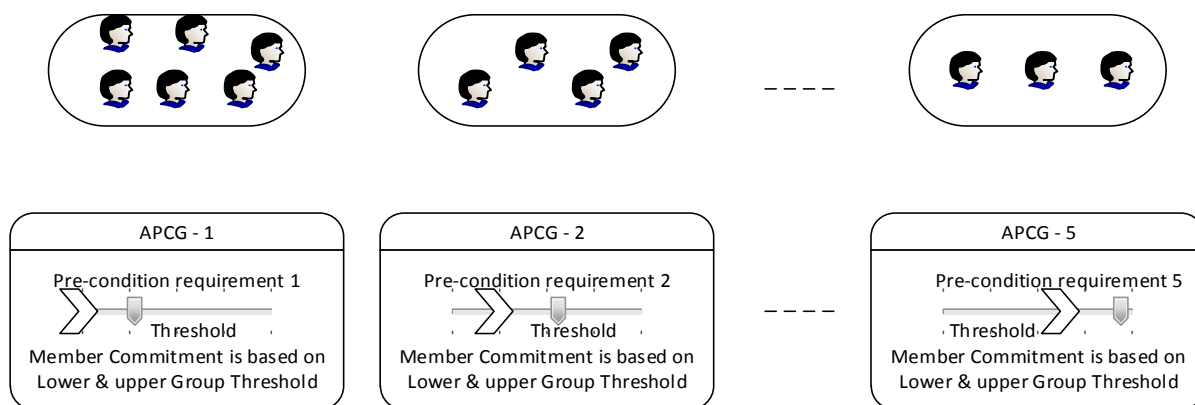 APCG - 1
Pre-condition requirement 1
Threshold
Member Commitment is based on
Lower & upper Group Threshold
APCG - 2
Pre-condition requirement 2
Threshold
Member Commitment is based on
Lower & upper Group Threshold
APCG - 5
Pre-condition requirement 5
Threshold
Member Commitment is based on
Lower & upper Group Threshold